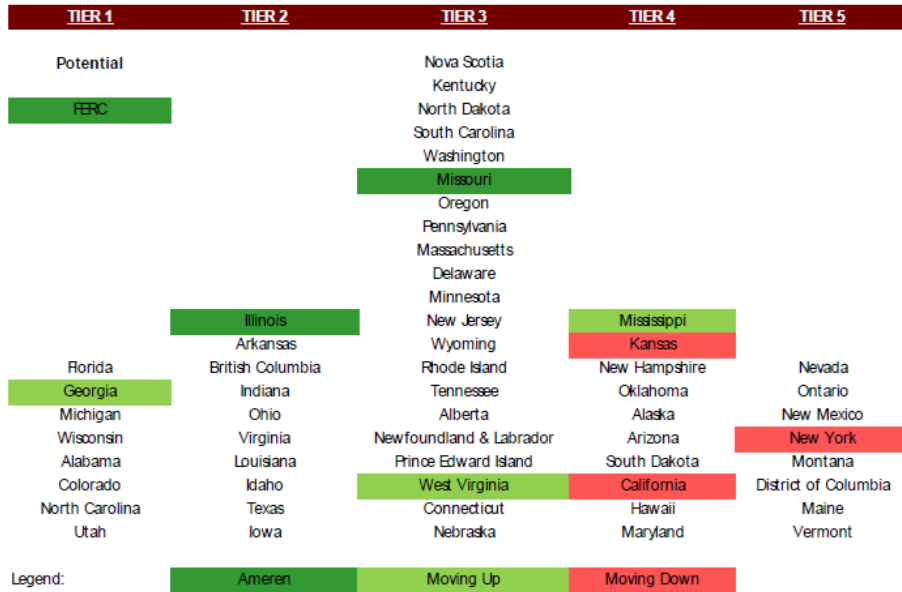 TIER 1 TIER 2 TIER 3 TIER 4 TIER 5
Potential Nova Scotia
Kentucky
FERC North Dakota
South Carolina
Washington
Missouri
Oregon
Pennsylvania
Massachusetts
Delaware
Minnesota
Illinois New Jersey Mississippi
Arkansas Wyoming Kansas
Florida British Columbia Rhode Island New Hampshire Nevada
Georgia Indiana Tennessee Oklahoma Ontario
Michigan Ohio Alberta Alaska New Mexico
Wisconsin Virginia Newfoundland & Labrador Arizona New York
Alabama Louisiana Prince Edward Island South Dakota Montana
Colorado Idaho West Virginia California District of Columbia
North Carolina Texas Connecticut Hawaii Maine
Utah Iowa Nebraska Maryland Vermont
Legend: Ameren Moving Up Moving Down